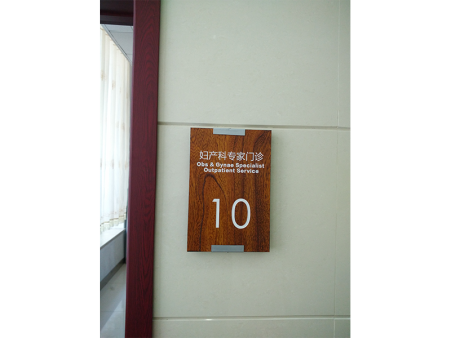 妇产科专家门诊
Obs & Gynae Specialist
Outpatient Service
10